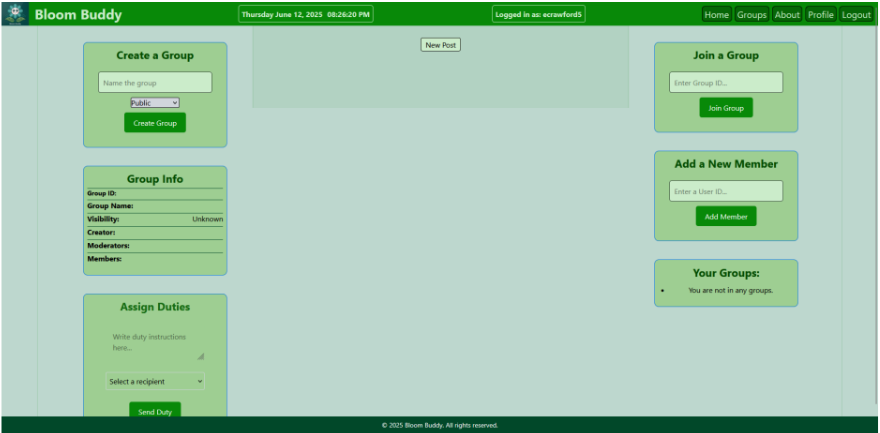 Bloom Buddy
Thursday June 12, 2025 08:26:20 PM
Logged in as: ecrawford5
Home Groups About Profile Logout
Create a Group
Name the group
Public
Create Group
Group Info
Group ID:
Group Name:
Visibility: Unknown
Creator:
Moderators:
Members:
Assign Duties
Write duty instructions
here...
Select a recipient
Send Duty
New Post
Join a Group
Enter Group ID...
Join Group
Add a New Member
Enter a User ID...
Add Member
Your Groups:
You are not in any groups.
© 2025 Bloom Buddy. All rights reserved.